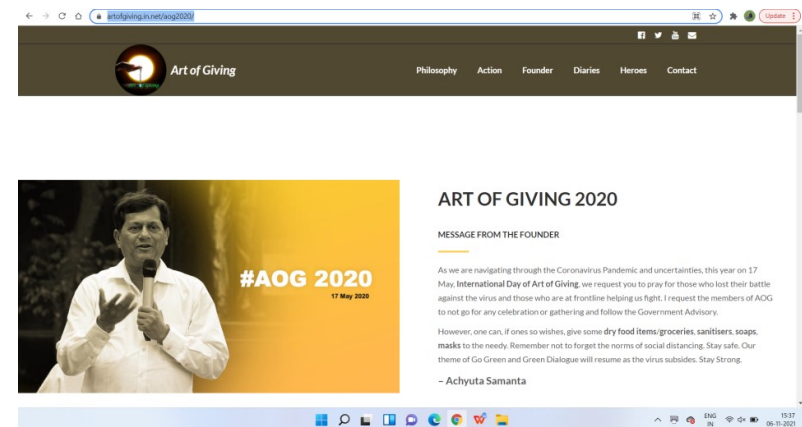 artofgiving.in.net/aog2020/
Update
Art of Giving
Philosophy Action Founder Diaries Heroes Contact
#AOG 2020
17 May 2020
ART OF GIVING 2020
MESSAGE FROM THE FOUNDER
As we are navigating through the Coronavirus Pandemic and uncertainties, this year on 17
May, International Day of Art of Giving, we request you to pray for those who lost their battle
against the virus and those who are at frontline helping us fight. I request the members of AOG
to not go for any celebration or gathering and follow the Government Advisory.
However, one can, if ones so wishes, give some dry food items/groceries, sanitisers, soaps,
masks to the needy. Remember not to forget the norms of social distancing. Stay safe. Our
theme of Go Green and Green Dialogue will resume as the virus subsides. Stay Strong.
– Achyuta Samanta
ENG
IN
15:37
06-11-2021